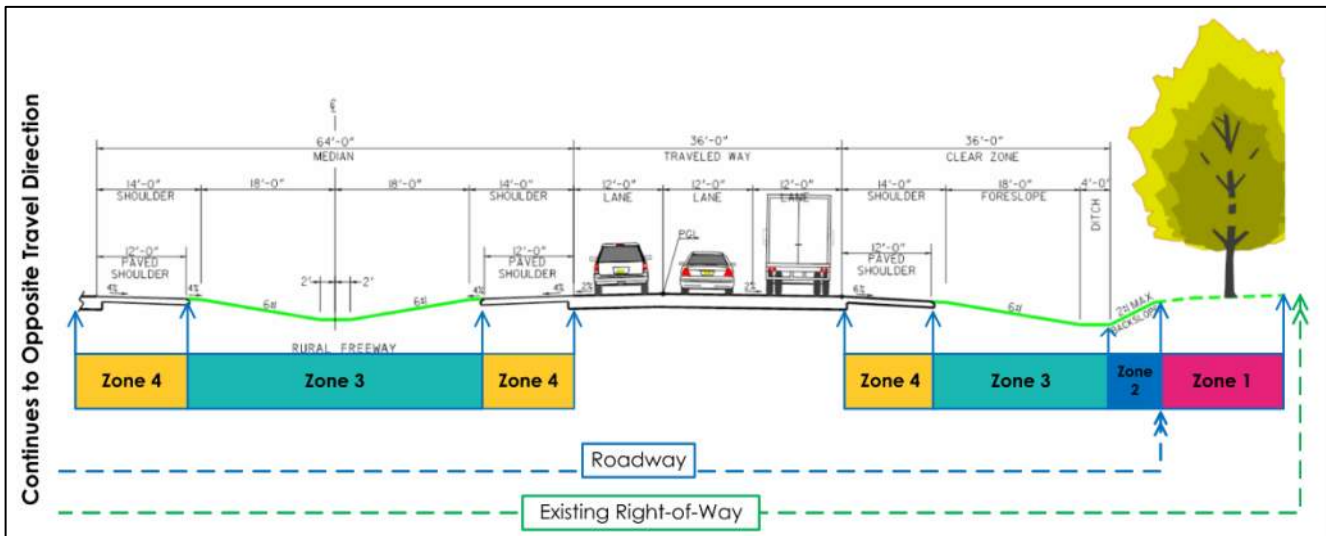 Continues to Opposite Travel Direction
64'-0"
MEDIAN
36'-0"
TRAVELED WAY
36'-0"
CLEAR ZONE
14'-0"
SHOULDER
18'-0"
18'-0"
14'-0"
SHOULDER
12'-0"
LANE
12'-0"
LANE
12'-0"
LANE
14'-0"
SHOULDER
18'-0"
FORESLOPE
4'-0"
DITCH
12'-0"
PAVED
SHOULDER
2'
2'
12'-0"
PAVED
SHOULDER
PGL
12'-0"
PAVED
SHOULDER
4%
4%
6:1
6:1
4%
4%
2%
2%
6%
6:1
2:1 MAX
BACKSLOPE
RURAL FREEWAY
Zone 4
Zone 3
Zone 4
Zone 4
Zone 3
Zone
2
Zone 1
Roadway
Existing Right-of-Way